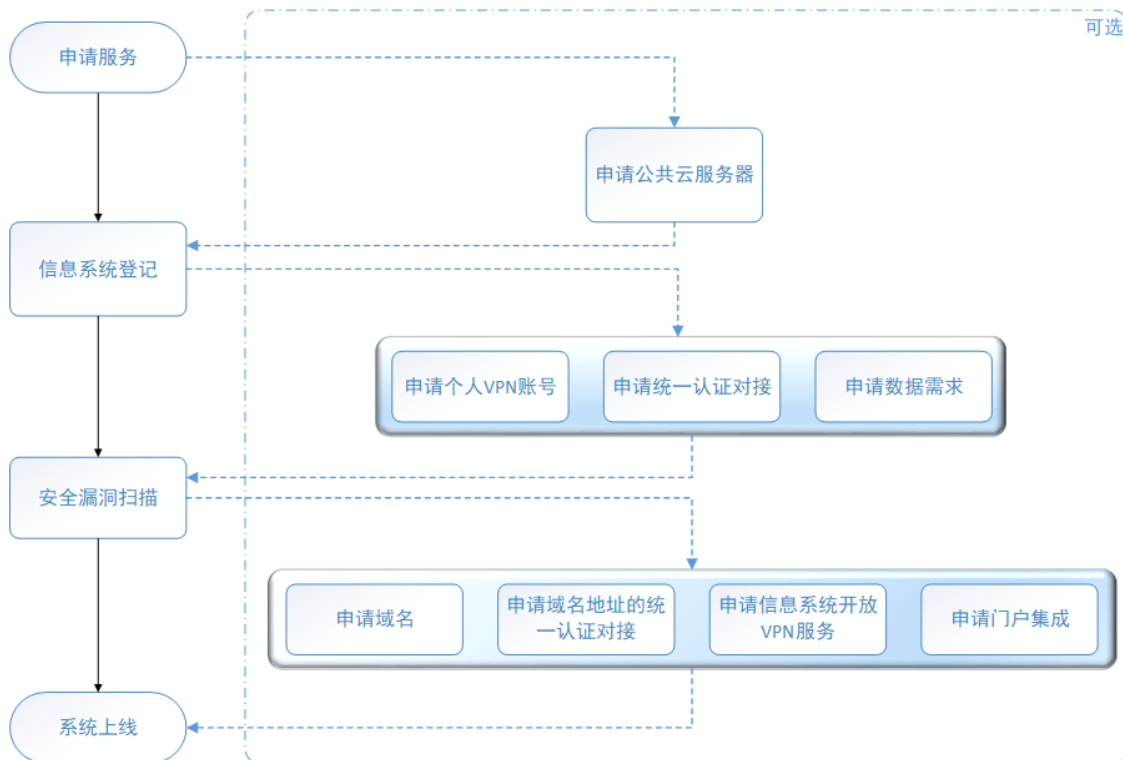 可选
申请服务
申请公共云服务器
信息系统登记
申请个人VPN账号
申请统一认证对接
申请数据需求
安全漏洞扫描
申请域名
申请域名地址的统
一认证对接
申请信息系统开放
VPN服务
申请门户集成
系统上线